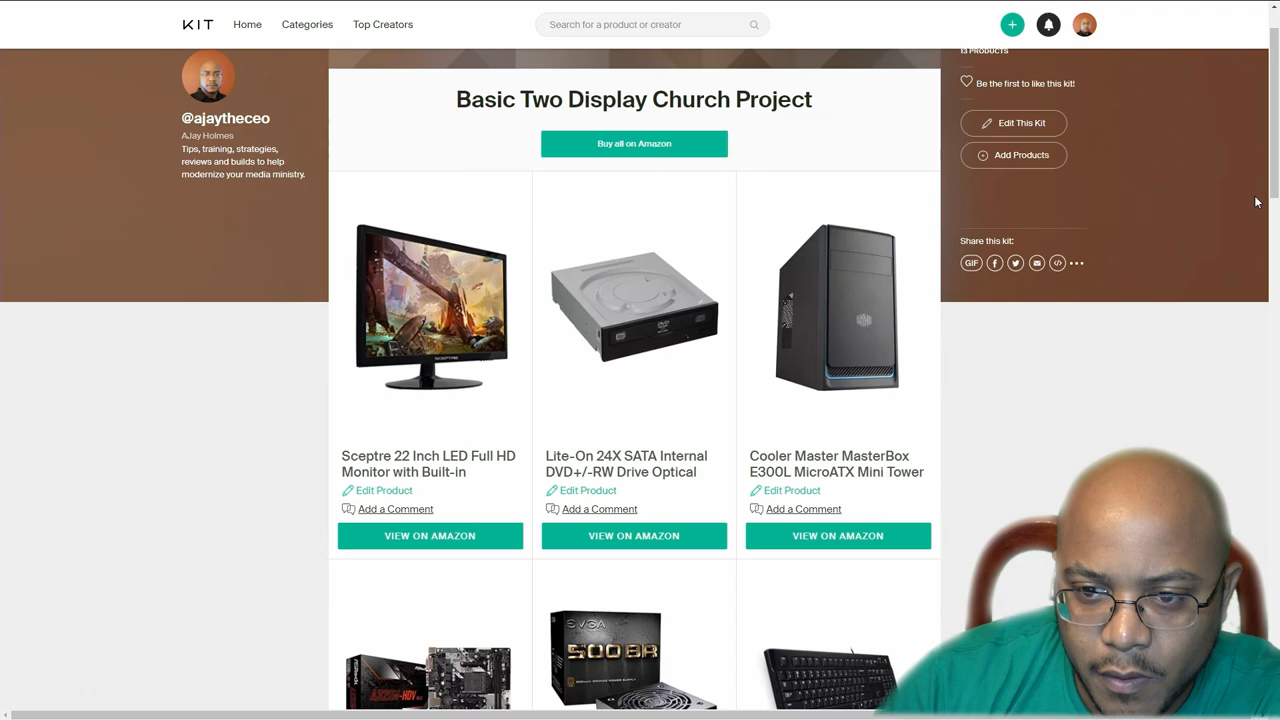 KIT
Home
Categories
Top Creators
Search for a product or creator
13 PRODUCTS
Be the first to like this kit!
Edit This Kit
Add Products
Share this kit:
GIF
@ajaytheceo
AJay Holmes
Tips, training, strategies,
reviews and builds to help
modernize your media ministry.
Basic Two Display Church Project
Buy all on Amazon
SCEPTRE
DVD
Sceptre 22 Inch LED Full HD
Monitor with Built-in
Edit Product
Add a Comment
VIEW ON AMAZON
Lite-On 24X SATA Internal
DVD+/-RW Drive Optical
Edit Product
Add a Comment
VIEW ON AMAZON
Cooler Master MasterBox
E300L MicroATX Mini Tower
Edit Product
Add a Comment
VIEW ON AMAZON
EVGA
500 BR